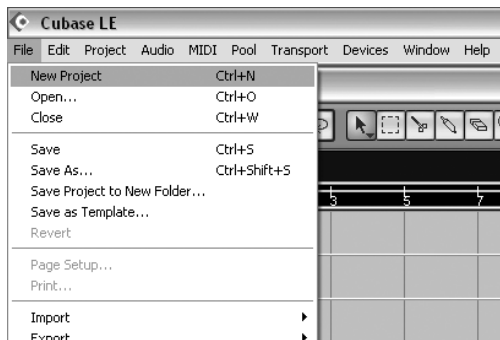 Cubase LE
File Edit Project Audio MIDI Pool Transport Devices Window Help
New Project Ctrl+N
Open... Ctrl+O
Close Ctrl+W
Save Ctrl+S
Save As... Ctrl+Shift+S
Save Project to New Folder...
Save as Template...
Revert
3 5 7
Page Setup...
Print...
Import
Export